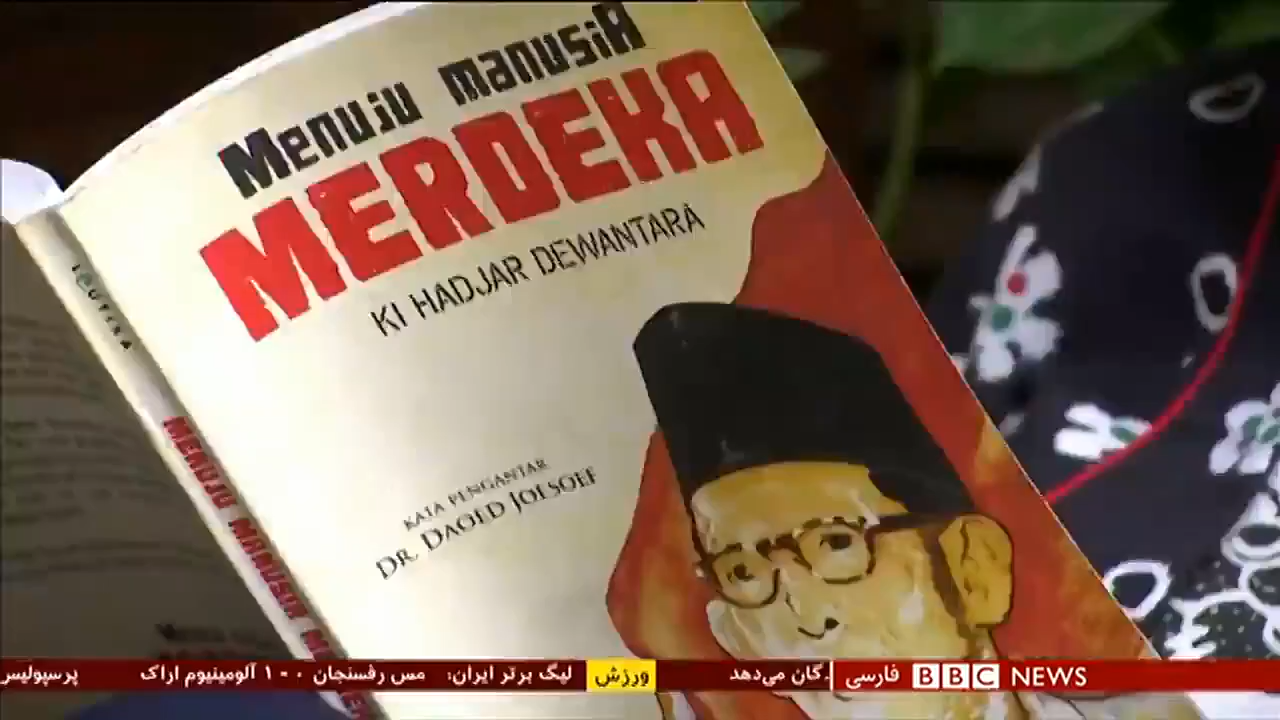 Menuju manusia
MERDEKA
KI HADJAR DEWANTARA
KATA PENGANTAR
DR. DAOED JOESOEF
MENUJU MANUSIA
BBC NEWS فارسی
گان می‌دهد
ورزش
لیگ برتر ایران: مس رفسنجان ۰ - ۱ آلومینیوم اراک
پرسپولیس